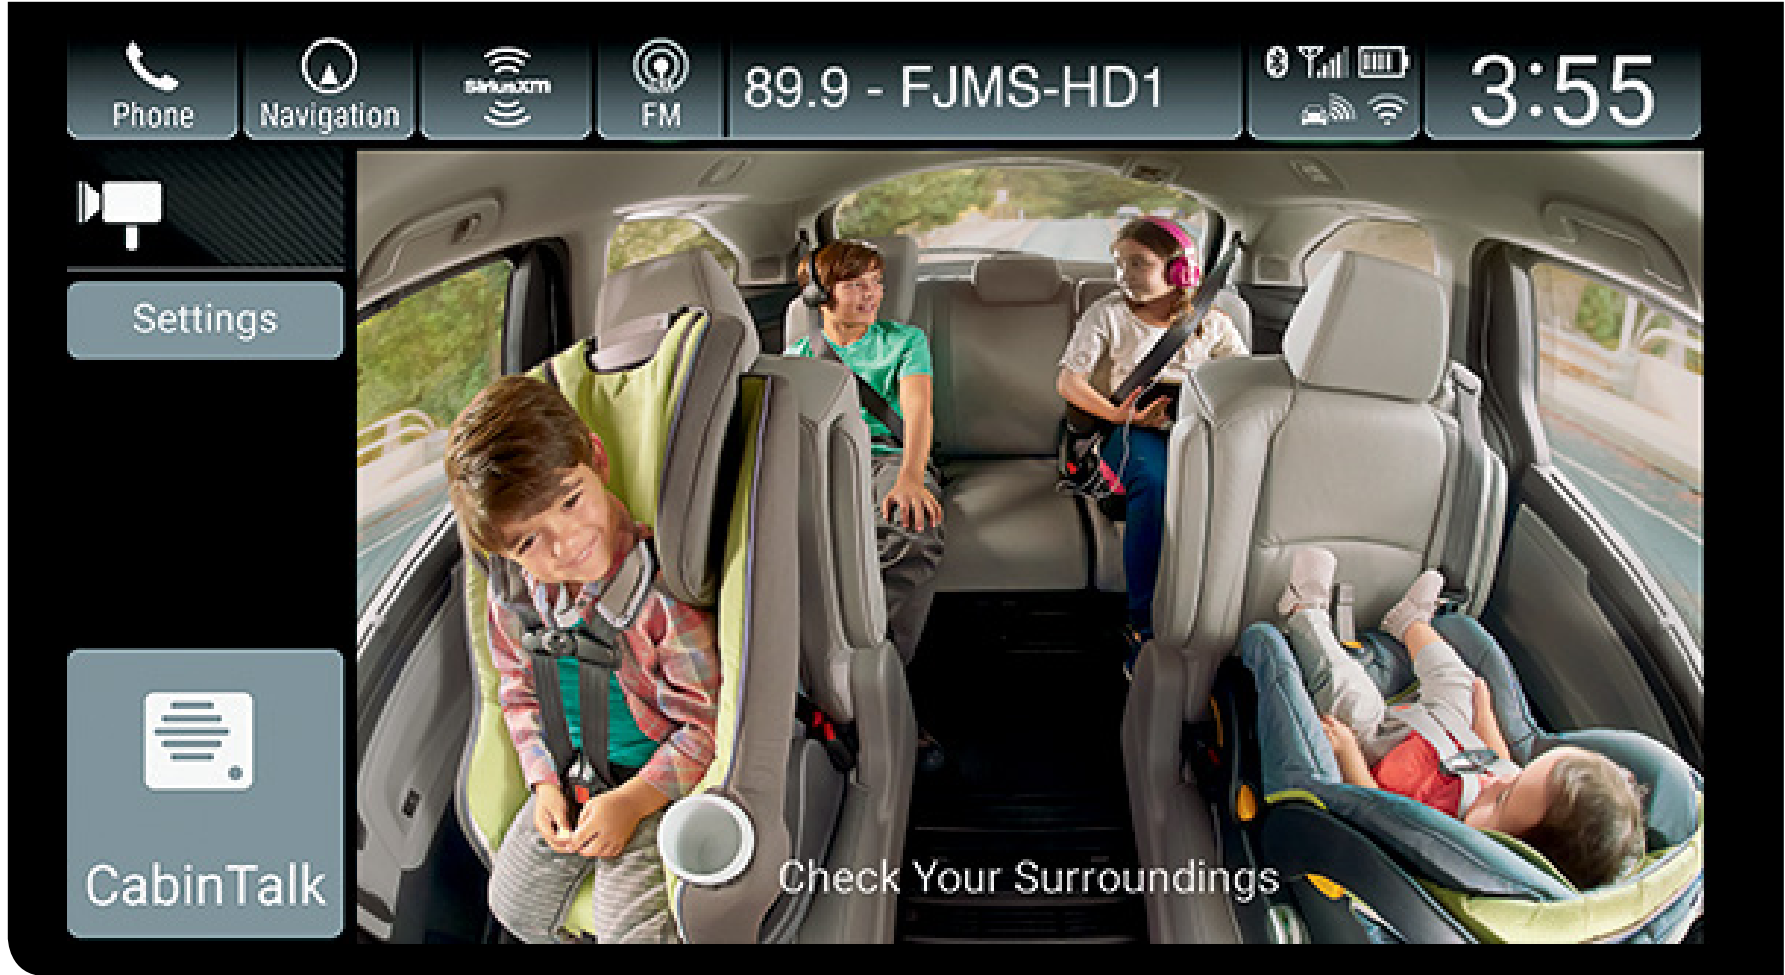 Phone
Navigation
SiriusXM
FM
89.9 - FJMS-HD1
3:55
Settings
CabinTalk
Check Your Surroundings